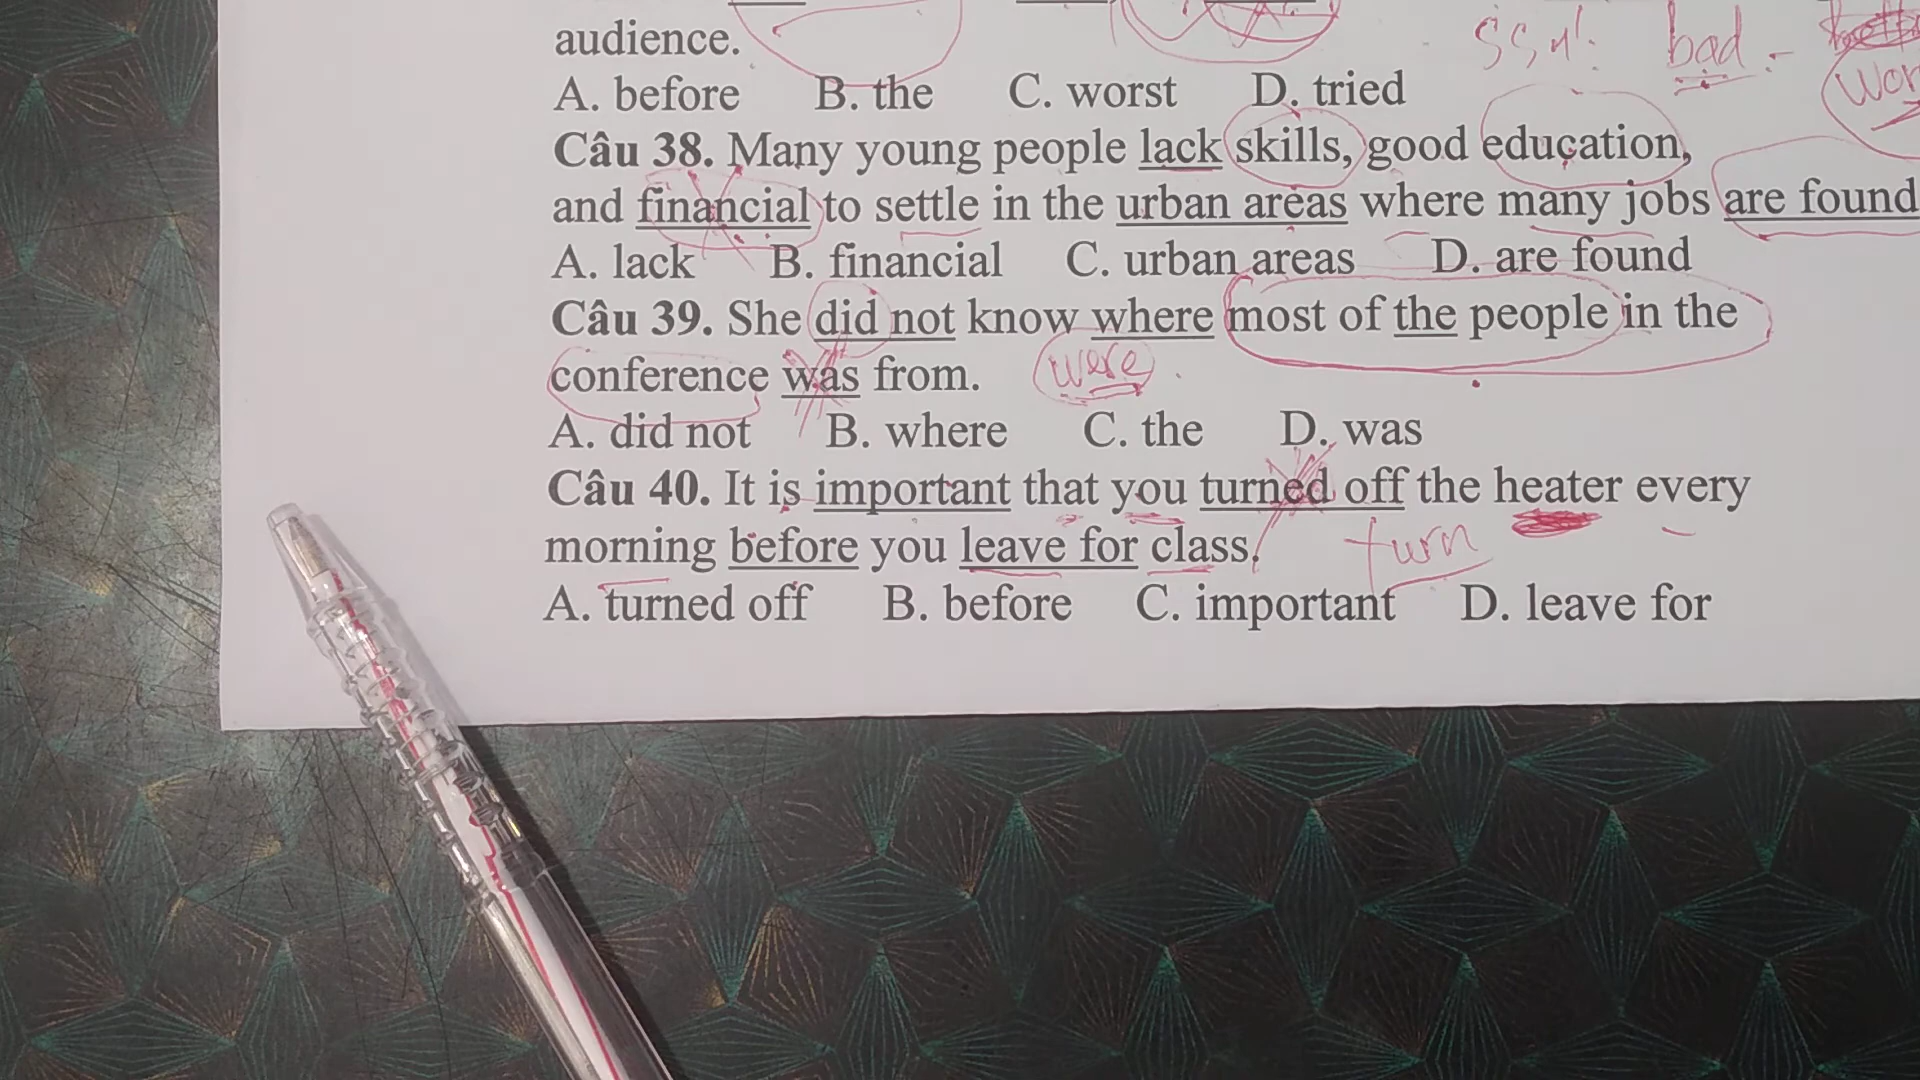 audience.
ssn': bad
A. before B. the C. worst D. tried
Câu 38. Many young people lack skills, good education,
and financial to settle in the urban areas where many jobs are found
A. lack B. financial C. urban areas D. are found
Câu 39. She did not know where most of the people in the
conference was from. were
A. did not B. where C. the D. was
Câu 40. It is important that you turned off the heater every
morning before you leave for class. turn
A. turned off B. before C. important D. leave for